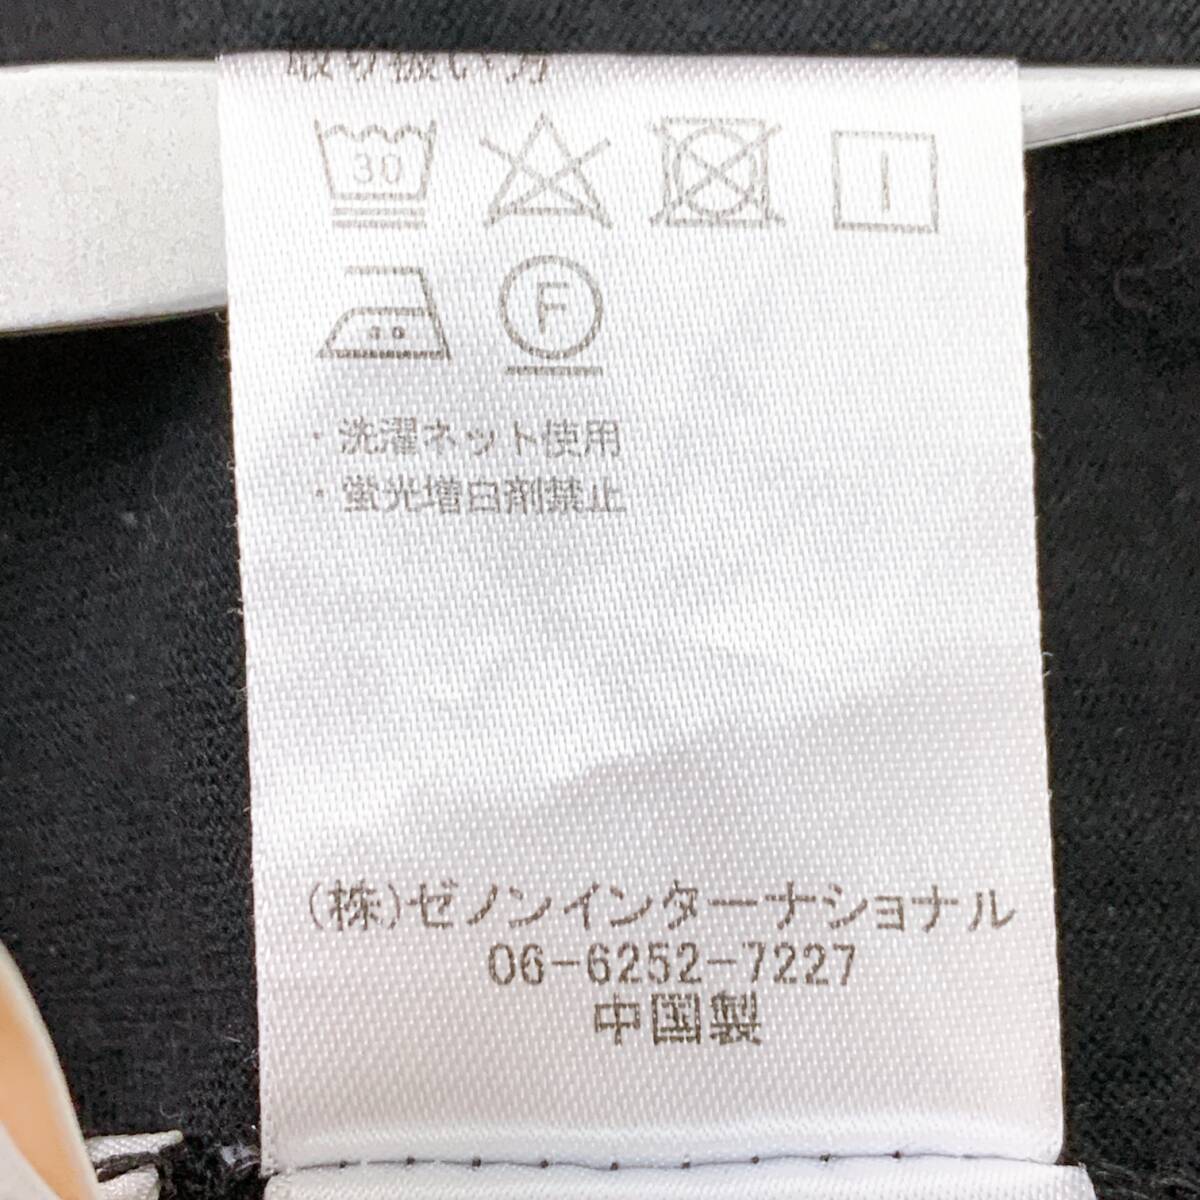 取り扱い方
30
F
・洗濯ネット使用
・蛍光増白剤禁止
(株)ゼノンインターナショナル
06-6252-7227
中国製